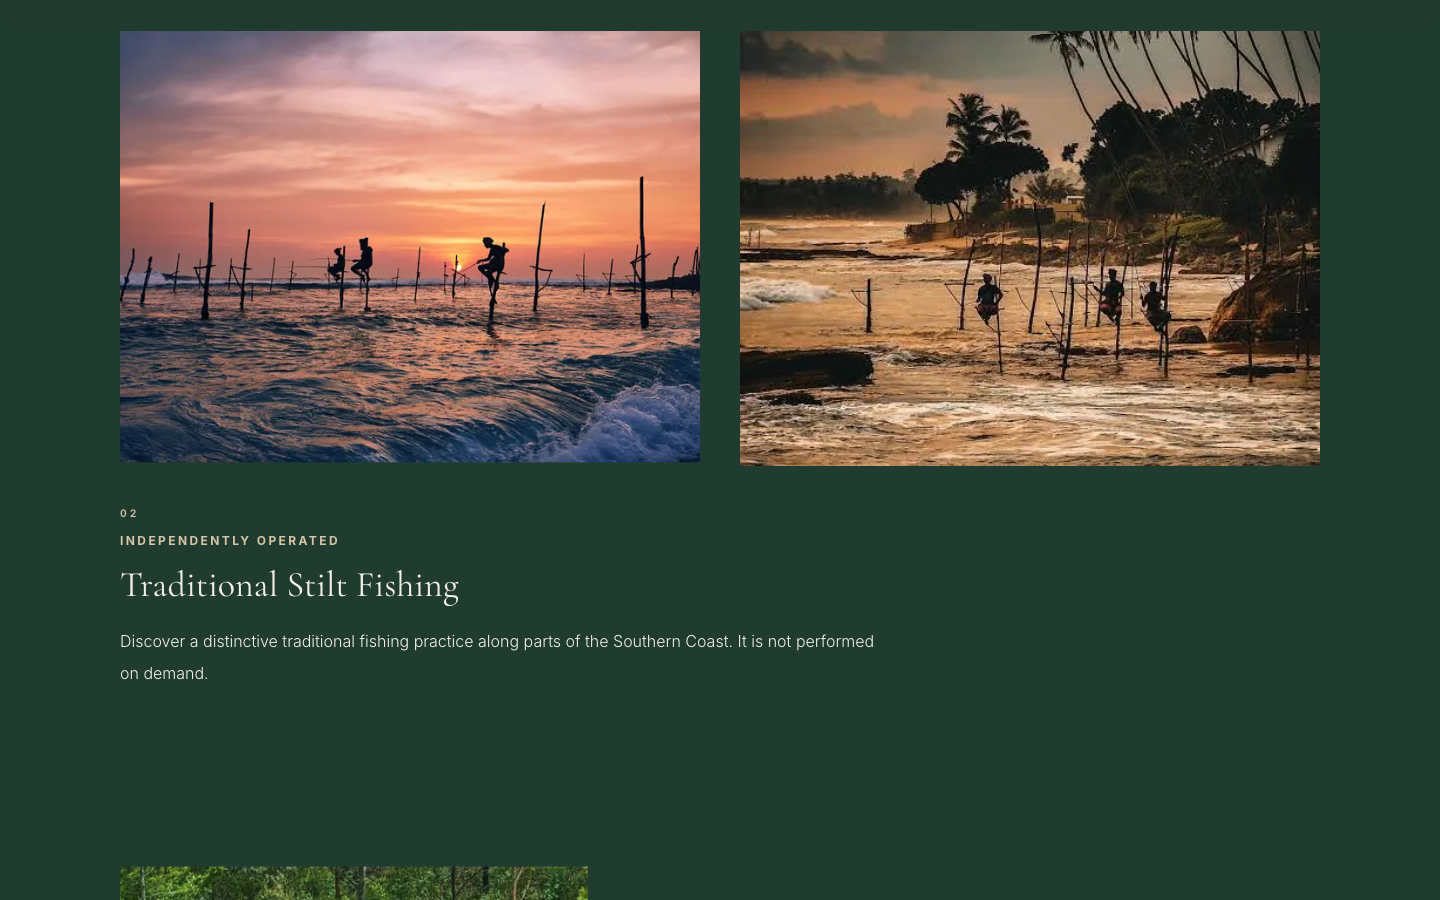 02
INDEPENDENTLY OPERATED
Traditional Stilt Fishing
Discover a distinctive traditional fishing practice along parts of the Southern Coast. It is not performed
on demand.